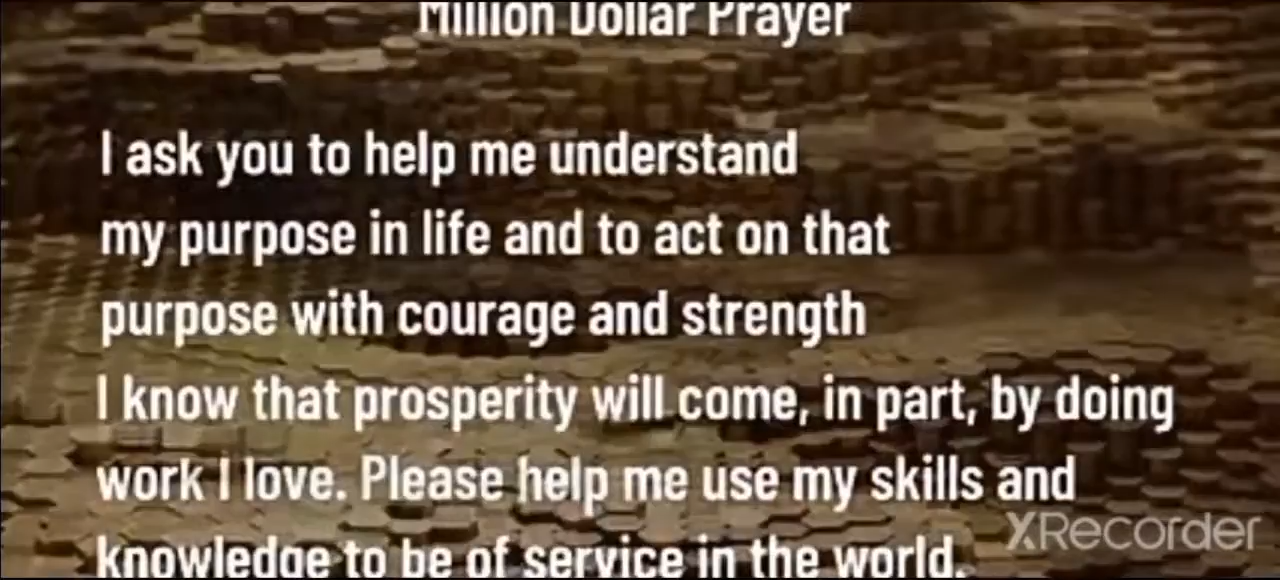 Million Dollar Prayer
I ask you to help me understand
my purpose in life and to act on that
purpose with courage and strength
I know that prosperity will come, in part, by doing
work I love. Please help me use my skills and
knowledge to be of service in the world.
XRecorder